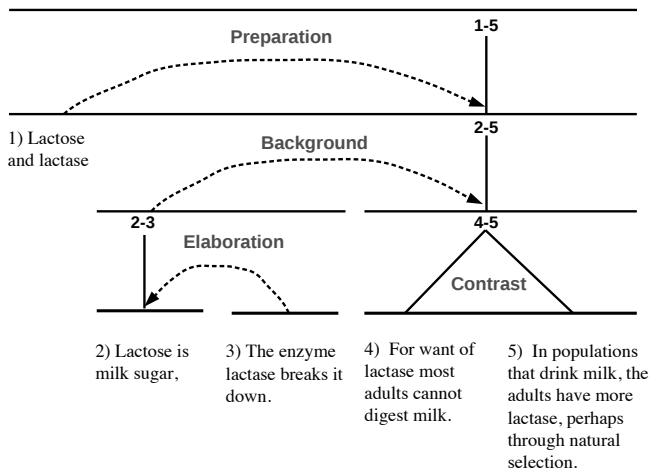 1-5
Preparation
1) Lactose
and lactase
2-5
Background
2-3
Elaboration
4-5
Contrast
2) Lactose is
milk sugar,
3) The enzyme
lactase breaks it
down.
4)  For want of
lactase most
adults cannot
digest milk.
5)  In populations
that drink milk, the
adults have more
lactase, perhaps
through natural
selection.